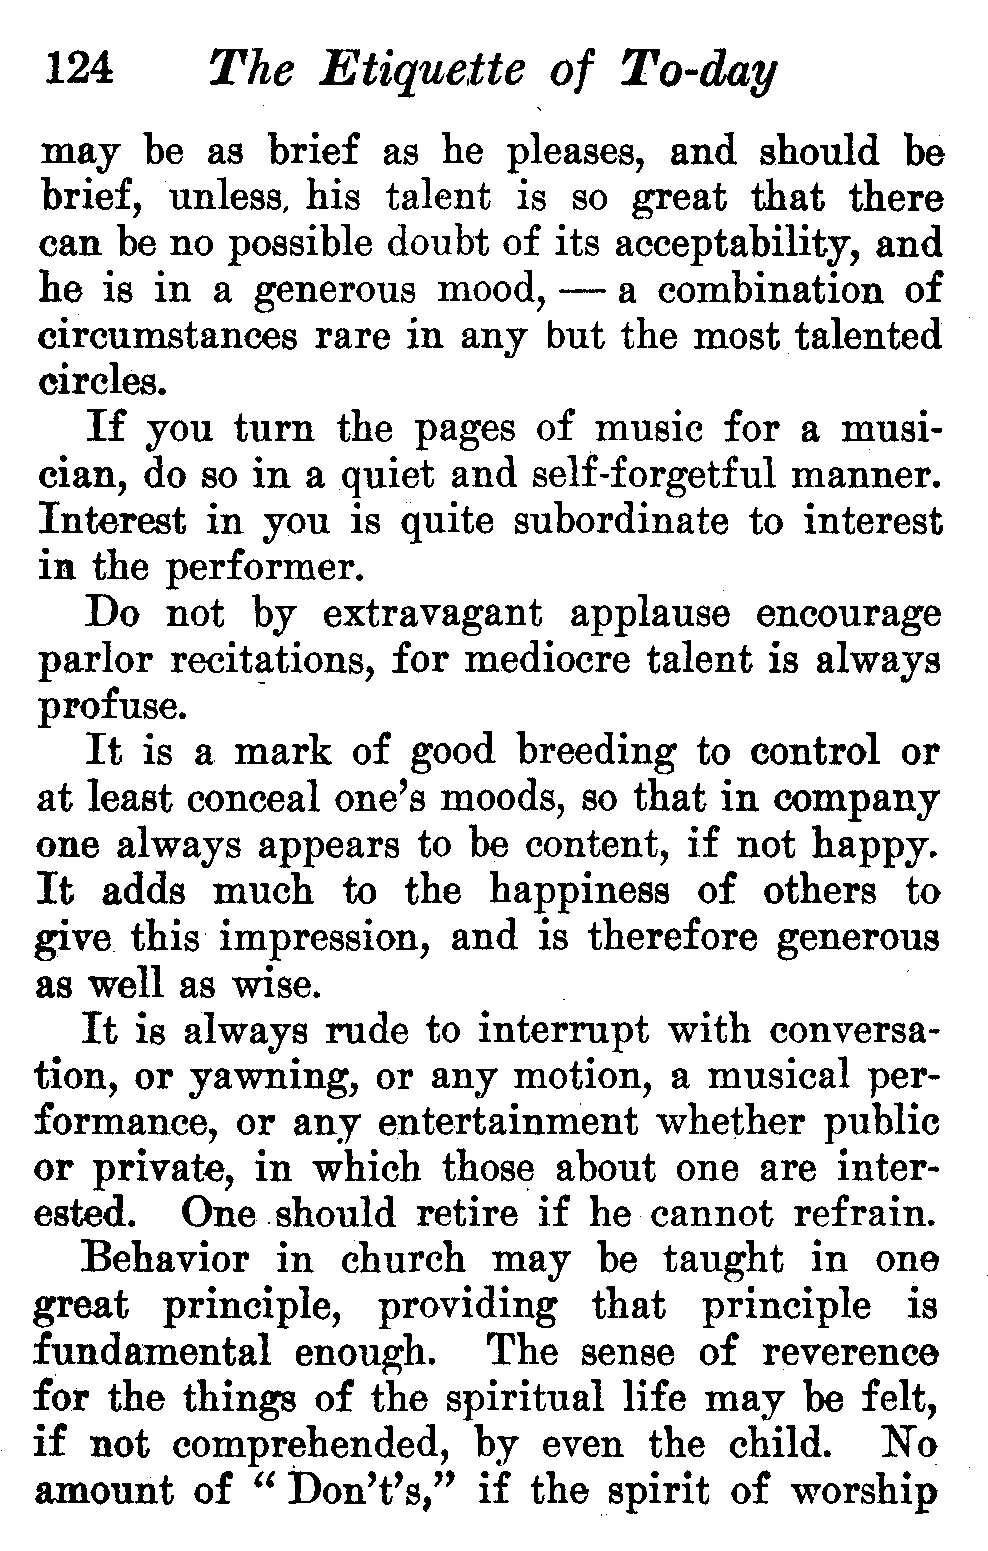 124 The Etiquette of To-day
may be as brief as he pleases, and should be
brief, unless, his talent is so great that there
can be no possible doubt of its acceptability, and
he is in a generous mood, — a combination of
circumstances rare in any but the most talented
circles.
If you turn the pages of music for a musi-
cian, do so in a quiet and self-forgetful manner.
Interest in you is quite subordinate to interest
in the performer.
Do not by extravagant applause encourage
parlor recitations, for mediocre talent is always
profuse.
It is a mark of good breeding to control or
at least conceal one's moods, so that in company
one always appears to be content, if not happy.
It adds much to the happiness of others to
give this impression, and is therefore generous
as well as wise.
It is always rude to interrupt with conversa-
tion, or yawning, or any motion, a musical per-
formance, or any entertainment whether public
or private, in which those about one are inter-
ested. One should retire if he cannot refrain.
Behavior in church may be taught in one
great principle, providing that principle is
fundamental enough. The sense of reverence
for the things of the spiritual life may be felt,
if not comprehended, by even the child. No
amount of "Don't's," if the spirit of worship